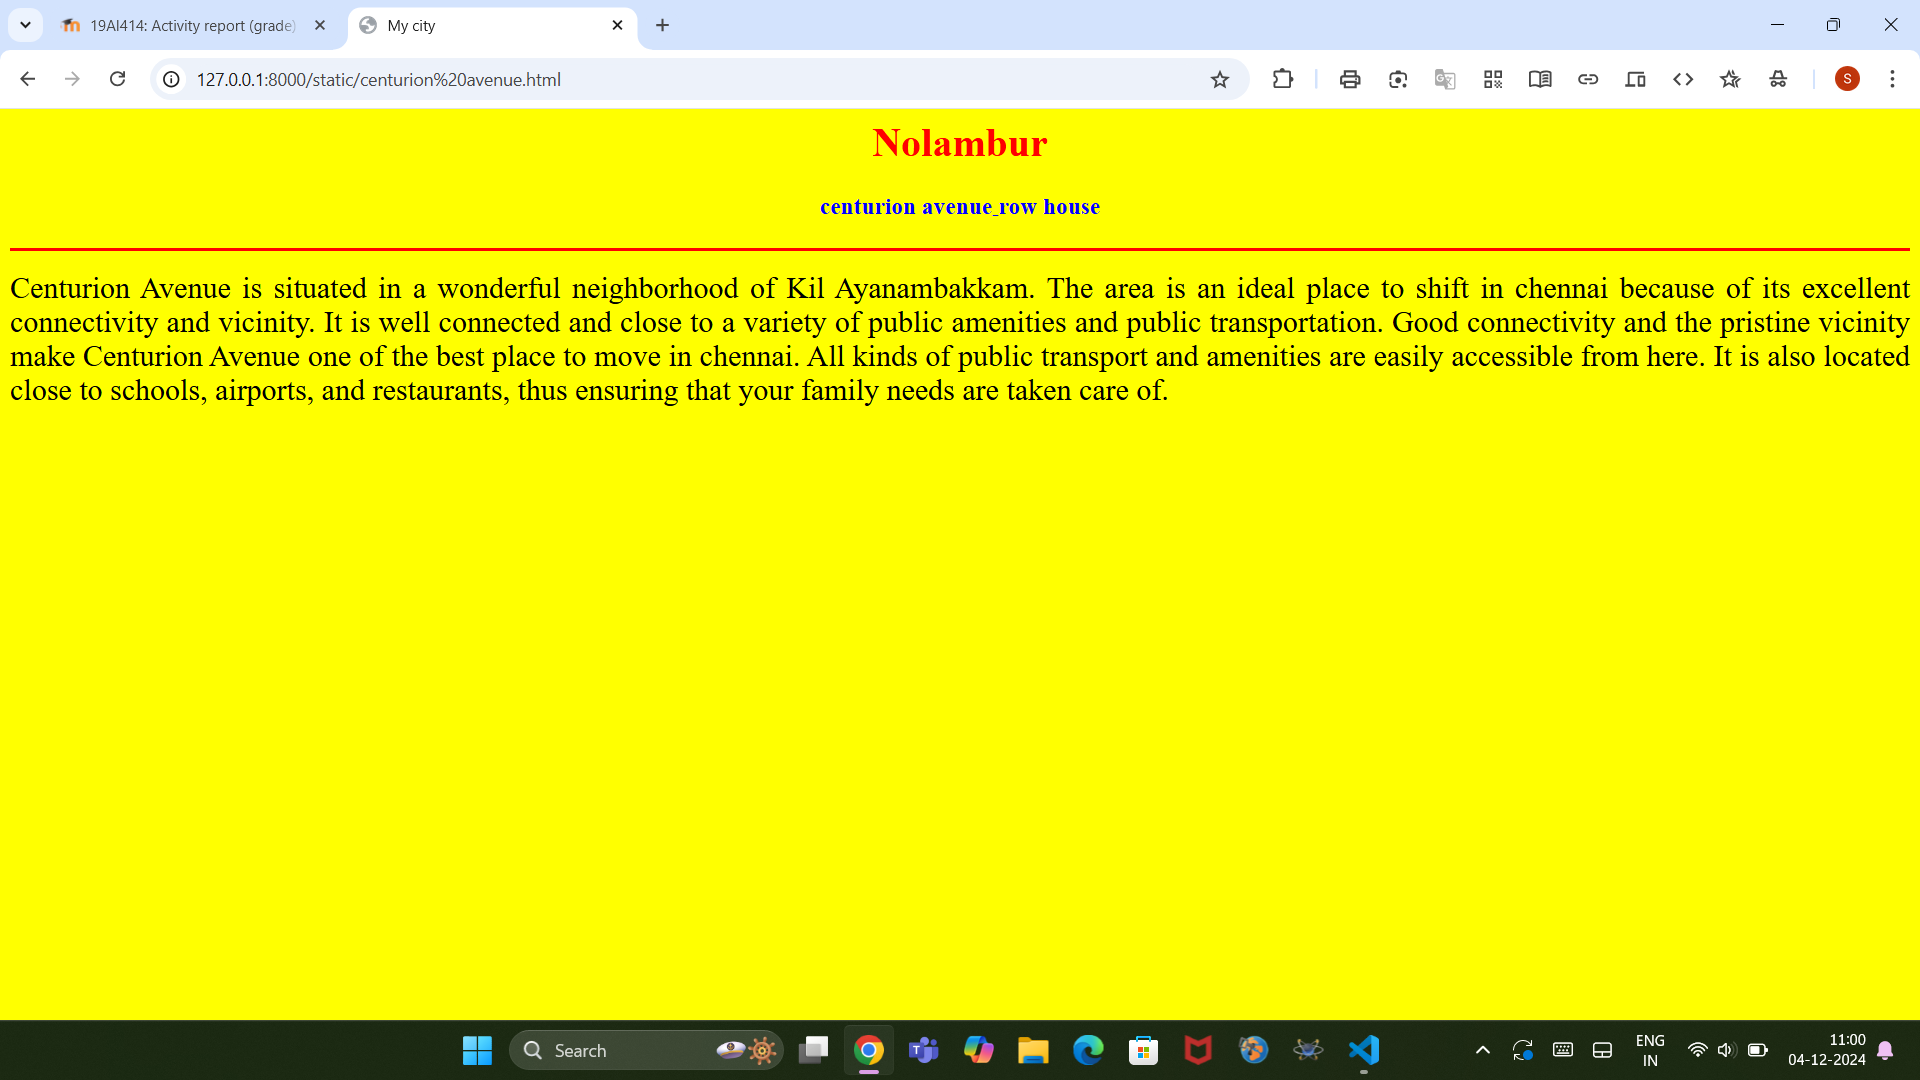 19AI414: Activity report (grade)
My city
127.0.0.1:8000/static/centurion%20avenue.html
S
Nolambur
centurion avenue_row house
Centurion Avenue is situated in a wonderful neighborhood of Kil Ayanambakkam. The area is an ideal place to shift in chennai because of its excellent
connectivity and vicinity. It is well connected and close to a variety of public amenities and public transportation. Good connectivity and the pristine vicinity
make Centurion Avenue one of the best place to move in chennai. All kinds of public transport and amenities are easily accessible from here. It is also located
close to schools, airports, and restaurants, thus ensuring that your family needs are taken care of.
Search
ENG
IN
11:00
04-12-2024